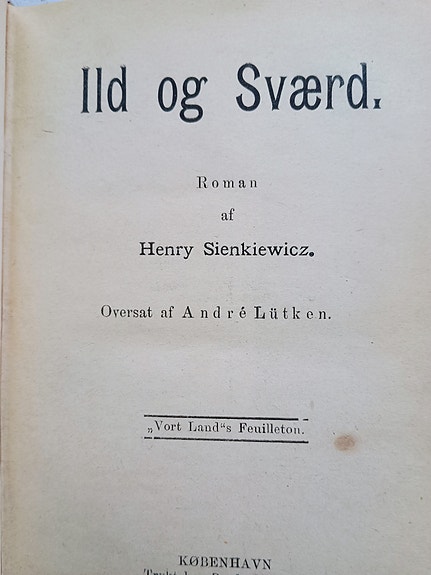 Ild og Sværd.
Roman
af
Henry Sienkiewicz.
Oversat af André Lütken.
„Vort Land“s Feuilleton.
KØBENHAVN